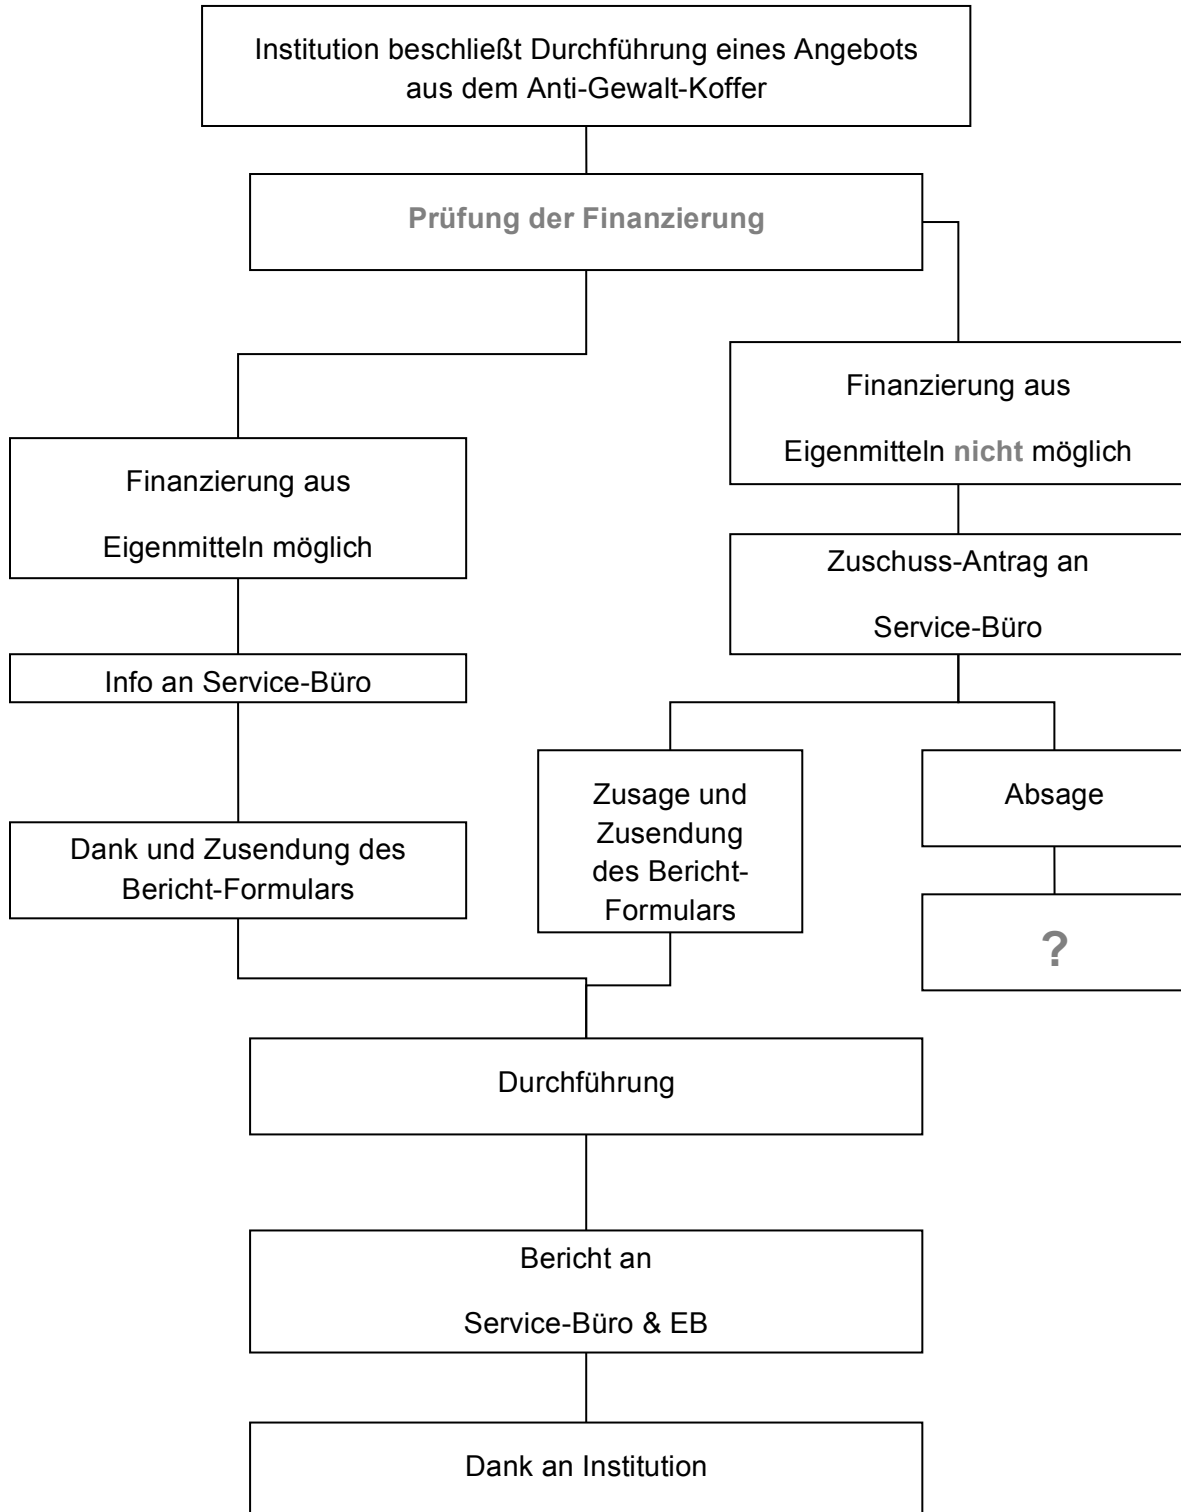 Institution beschließt Durchführung eines Angebots
aus dem Anti-Gewalt-Koffer
Prüfung der Finanzierung
Finanzierung aus
Eigenmitteln nicht möglich
Finanzierung aus
Eigenmitteln möglich
Zuschuss-Antrag an
Service-Büro
Info an Service-Büro
Zusage und
Zusendung
des Bericht-
Formulars
Absage
Dank und Zusendung des
Bericht-Formulars
?
Durchführung
Bericht an
Service-Büro & EB
Dank an Institution